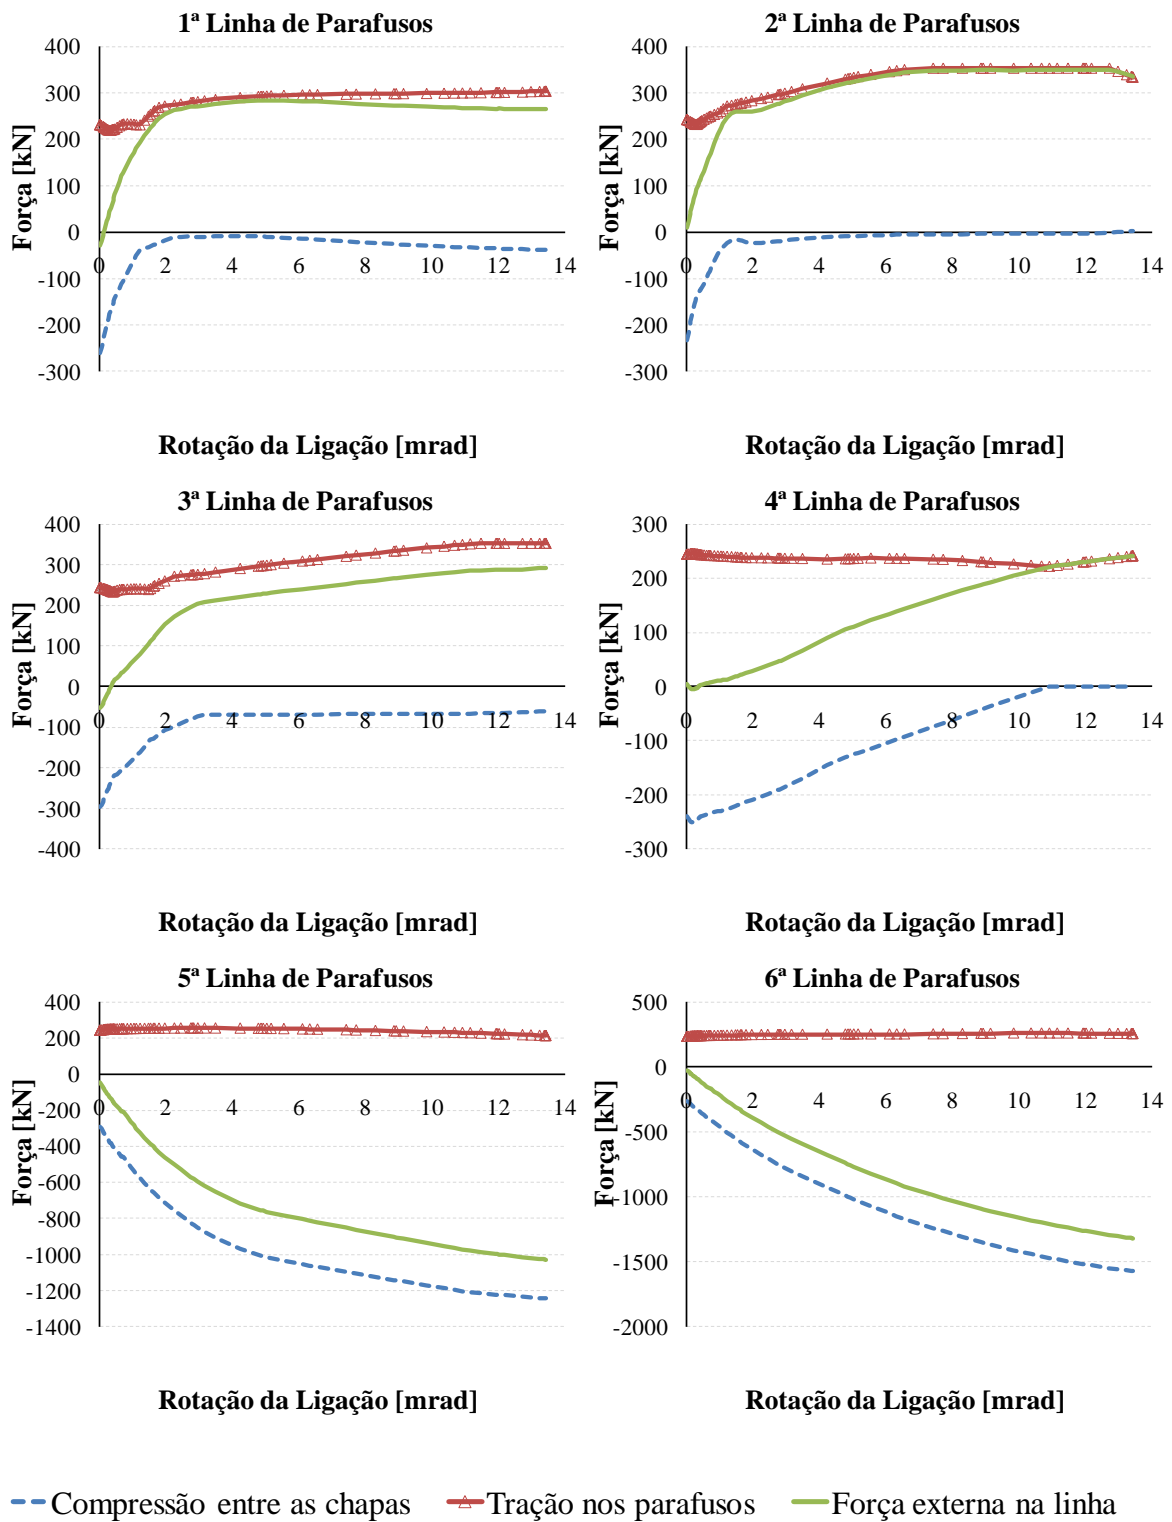 1ª Linha de Parafusos
400
300
200
100
0
-100
-200
-300
0 2 4 6 8 10 12 14
Força [kN]
Rotação da Ligação [mrad]
2ª Linha de Parafusos
400
300
200
100
0
-100
-200
-300
0 2 4 6 8 10 12 14
Força [kN]
Rotação da Ligação [mrad]
3ª Linha de Parafusos
400
300
200
100
0
-100
-200
-300
-400
0 2 4 6 8 10 12 14
Força [kN]
Rotação da Ligação [mrad]
4ª Linha de Parafusos
300
200
100
0
-100
-200
-300
0 2 4 6 8 10 12 14
Força [kN]
Rotação da Ligação [mrad]
5ª Linha de Parafusos
400
200
0
-200
-400
-600
-800
-1000
-1200
-1400
0 2 4 6 8 10 12 14
Força [kN]
Rotação da Ligação [mrad]
6ª Linha de Parafusos
500
0
-500
-1000
-1500
-2000
0 2 4 6 8 10 12 14
Força [kN]
Rotação da Ligação [mrad]
Compressão entre as chapas Tração nos parafusos Força externa na linha